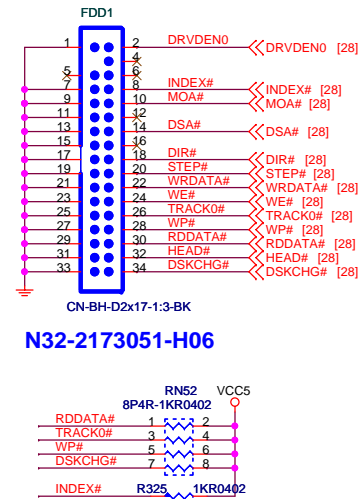 FDD1
1 2 DRVDEN0 DRVDEN0 [28]
4
5 6
7 8 INDEX# INDEX# [28]
9 10 MOA# MOA# [28]
11 12
13 14 DSA# DSA# [28]
15 16
17 18 DIR# DIR# [28]
19 20 STEP# STEP# [28]
21 22 WRDATA# WRDATA# [28]
23 24 WE# WE# [28]
25 26 TRACK0# TRACK0# [28]
27 28 WP# WP# [28]
29 30 RDDATA# RDDATA# [28]
31 32 HEAD# HEAD# [28]
33 34 DSKCHG# DSKCHG# [28]
CN-BH-D2x17-1:3-BK
N32-2173051-H06
RN52 VCC5
8P4R-1KR0402
RDDATA# 1 2
TRACK0# 3 4
WP# 5 6
DSKCHG# 7 8
INDEX# R325 1KR0402